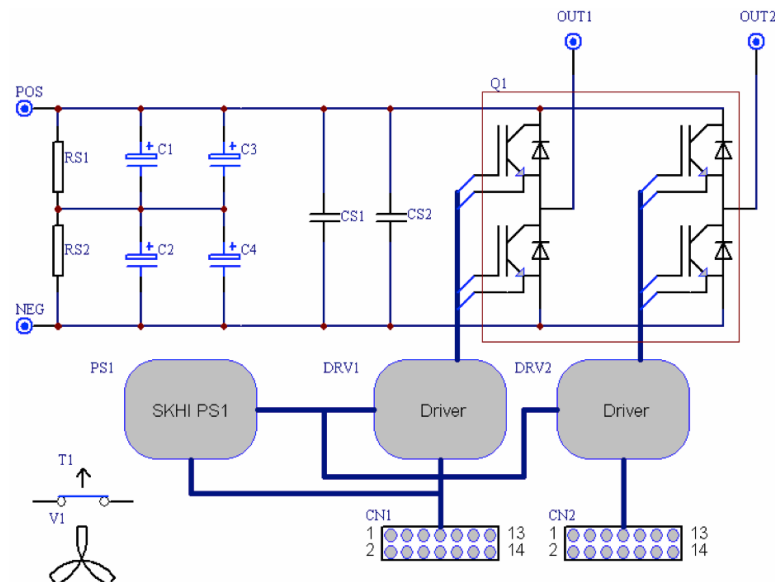 OUT1 OUT2
POS Q1
RS1 C1 C3
CS1 CS2
RS2 C2 C4
NEG
PS1 DRV1 DRV2
SKHI PS1 Driver Driver
T1
V1
CN1 CN2
1 13 1 13
2 14 2 14